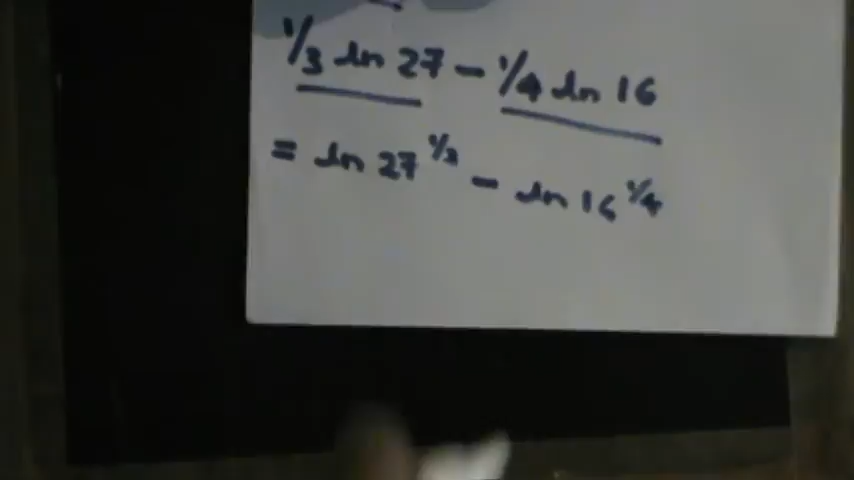 1/3 ln 27 - 1/4 ln 16
= ln 27^1/3 - ln 16^1/4